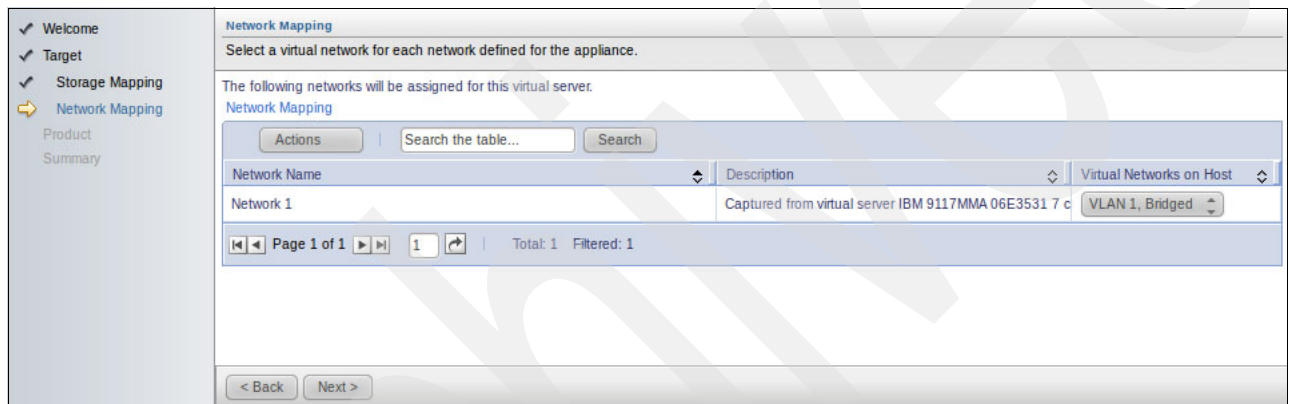 Welcome
Target
Storage Mapping
Network Mapping
Product
Summary
Network Mapping
Select a virtual network for each network defined for the appliance.
The following networks will be assigned for this virtual server.
Network Mapping
Actions Search the table... Search
Network Name Description Virtual Networks on Host
Network 1 Captured from virtual server IBM 9117MMA 06E3531 7 c VLAN 1, Bridged
Page 1 of 1 1 Total: 1 Filtered: 1
< Back Next >